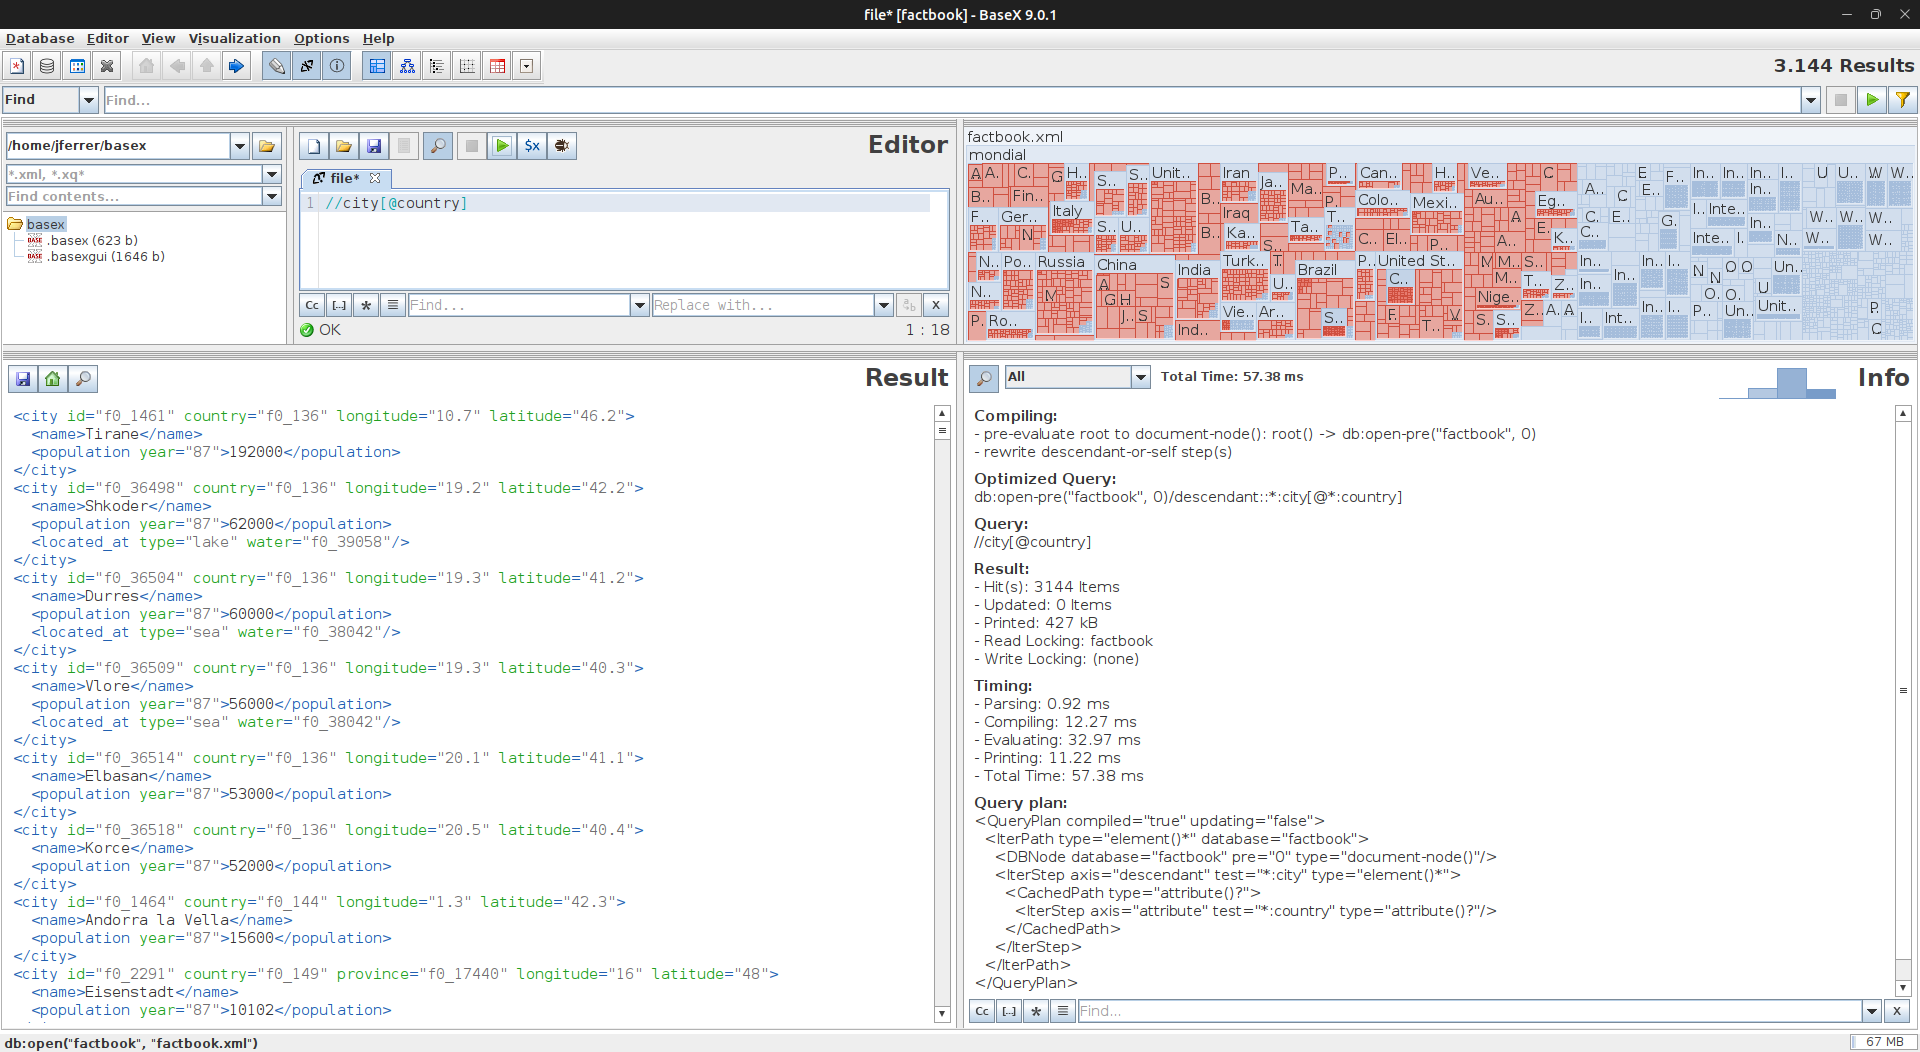 file* [factbook] - BaseX 9.0.1
Database Editor View Visualization Options Help
3.144 Results
Find
Find...
/home/jferrer/basex
*.xml, *.xq*
Find contents...
basex
.basex (623 b)
.basexgui (1646 b)
Editor
file*
1 //city[@country]
Cc [..] * Find... Replace with... X
OK
1 : 18
factbook.xml
mondial
Italy
Russia
China
India
Iran
Iraq
Brazil
United St..
Result
<city id="f0_1461" country="f0_136" longitude="10.7" latitude="46.2">
<name>Tirane</name>
<population year="87">192000</population>
</city>
<city id="f0_36498" country="f0_136" longitude="19.2" latitude="42.2">
<name>Shkoder</name>
<population year="87">62000</population>
<located_at type="lake" water="f0_39058"/>
</city>
<city id="f0_36504" country="f0_136" longitude="19.3" latitude="41.2">
<name>Durres</name>
<population year="87">60000</population>
<located_at type="sea" water="f0_38042"/>
</city>
<city id="f0_36509" country="f0_136" longitude="19.3" latitude="40.3">
<name>Vlore</name>
<population year="87">56000</population>
<located_at type="sea" water="f0_38042"/>
</city>
<city id="f0_36514" country="f0_136" longitude="20.1" latitude="41.1">
<name>Elbasan</name>
<population year="87">53000</population>
</city>
<city id="f0_36518" country="f0_136" longitude="20.5" latitude="40.4">
<name>Korce</name>
<population year="87">52000</population>
</city>
<city id="f0_1464" country="f0_144" longitude="1.3" latitude="42.3">
<name>Andorra la Vella</name>
<population year="87">15600</population>
</city>
<city id="f0_2291" country="f0_149" province="f0_17440" longitude="16" latitude="48">
<name>Eisenstadt</name>
<population year="87">10102</population>
All
Total Time: 57.38 ms
Info
Compiling:
- pre-evaluate root to document-node(): root() -> db:open-pre("factbook", 0)
- rewrite descendant-or-self step(s)
Optimized Query:
db:open-pre("factbook", 0)/descendant::*:city[@*:country]
Query:
//city[@country]
Result:
- Hit(s): 3144 Items
- Updated: 0 Items
- Printed: 427 kB
- Read Locking: factbook
- Write Locking: (none)
Timing:
- Parsing: 0.92 ms
- Compiling: 12.27 ms
- Evaluating: 32.97 ms
- Printing: 11.22 ms
- Total Time: 57.38 ms
Query plan:
<QueryPlan compiled="true" updating="false">
<IterPath type="element()*" database="factbook">
<DBNode database="factbook" pre="0" type="document-node()"/>
<IterStep axis="descendant" test="*:city" type="element()*">
<CachedPath type="attribute()?">
<IterStep axis="attribute" test="*:country" type="attribute()?"/>
</CachedPath>
</IterStep>
</IterPath>
</QueryPlan>
Cc [..] * Find... X
db:open("factbook", "factbook.xml")
67 MB